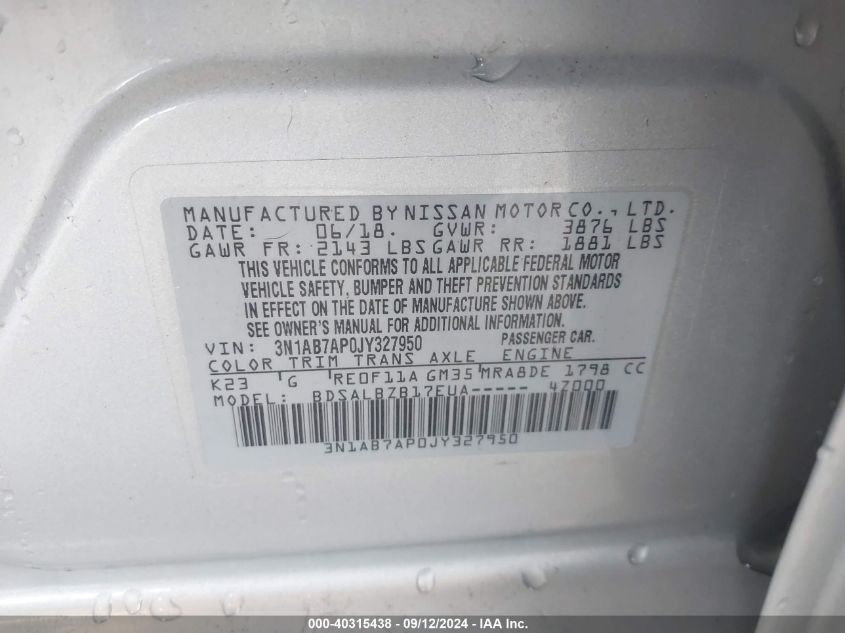 MANUFACTURED BY NISSAN MOTOR CO., LTD.
DATE: 06/18. GVWR: 3876 LBS
GAWR FR: 2143 LBS GAWR RR: 1881 LBS
THIS VEHICLE CONFORMS TO ALL APPLICABLE FEDERAL MOTOR
VEHICLE SAFETY, BUMPER AND THEFT PREVENTION STANDARDS
IN EFFECT ON THE DATE OF MANUFACTURE SHOWN ABOVE.
SEE OWNER'S MANUAL FOR ADDITIONAL INFORMATION.
VIN: 3N1AB7AP0JY327950 PASSENGER CAR.
COLOR TRIM TRANS AXLE ENGINE
K23 G RE0F11A GM35 MRA8DE 1798 CC
MODEL: BDSALBZB17EUA----- 4Z000
3N1AB7AP0JY327950
000-40315438 - 09/12/2024 - IAA Inc.